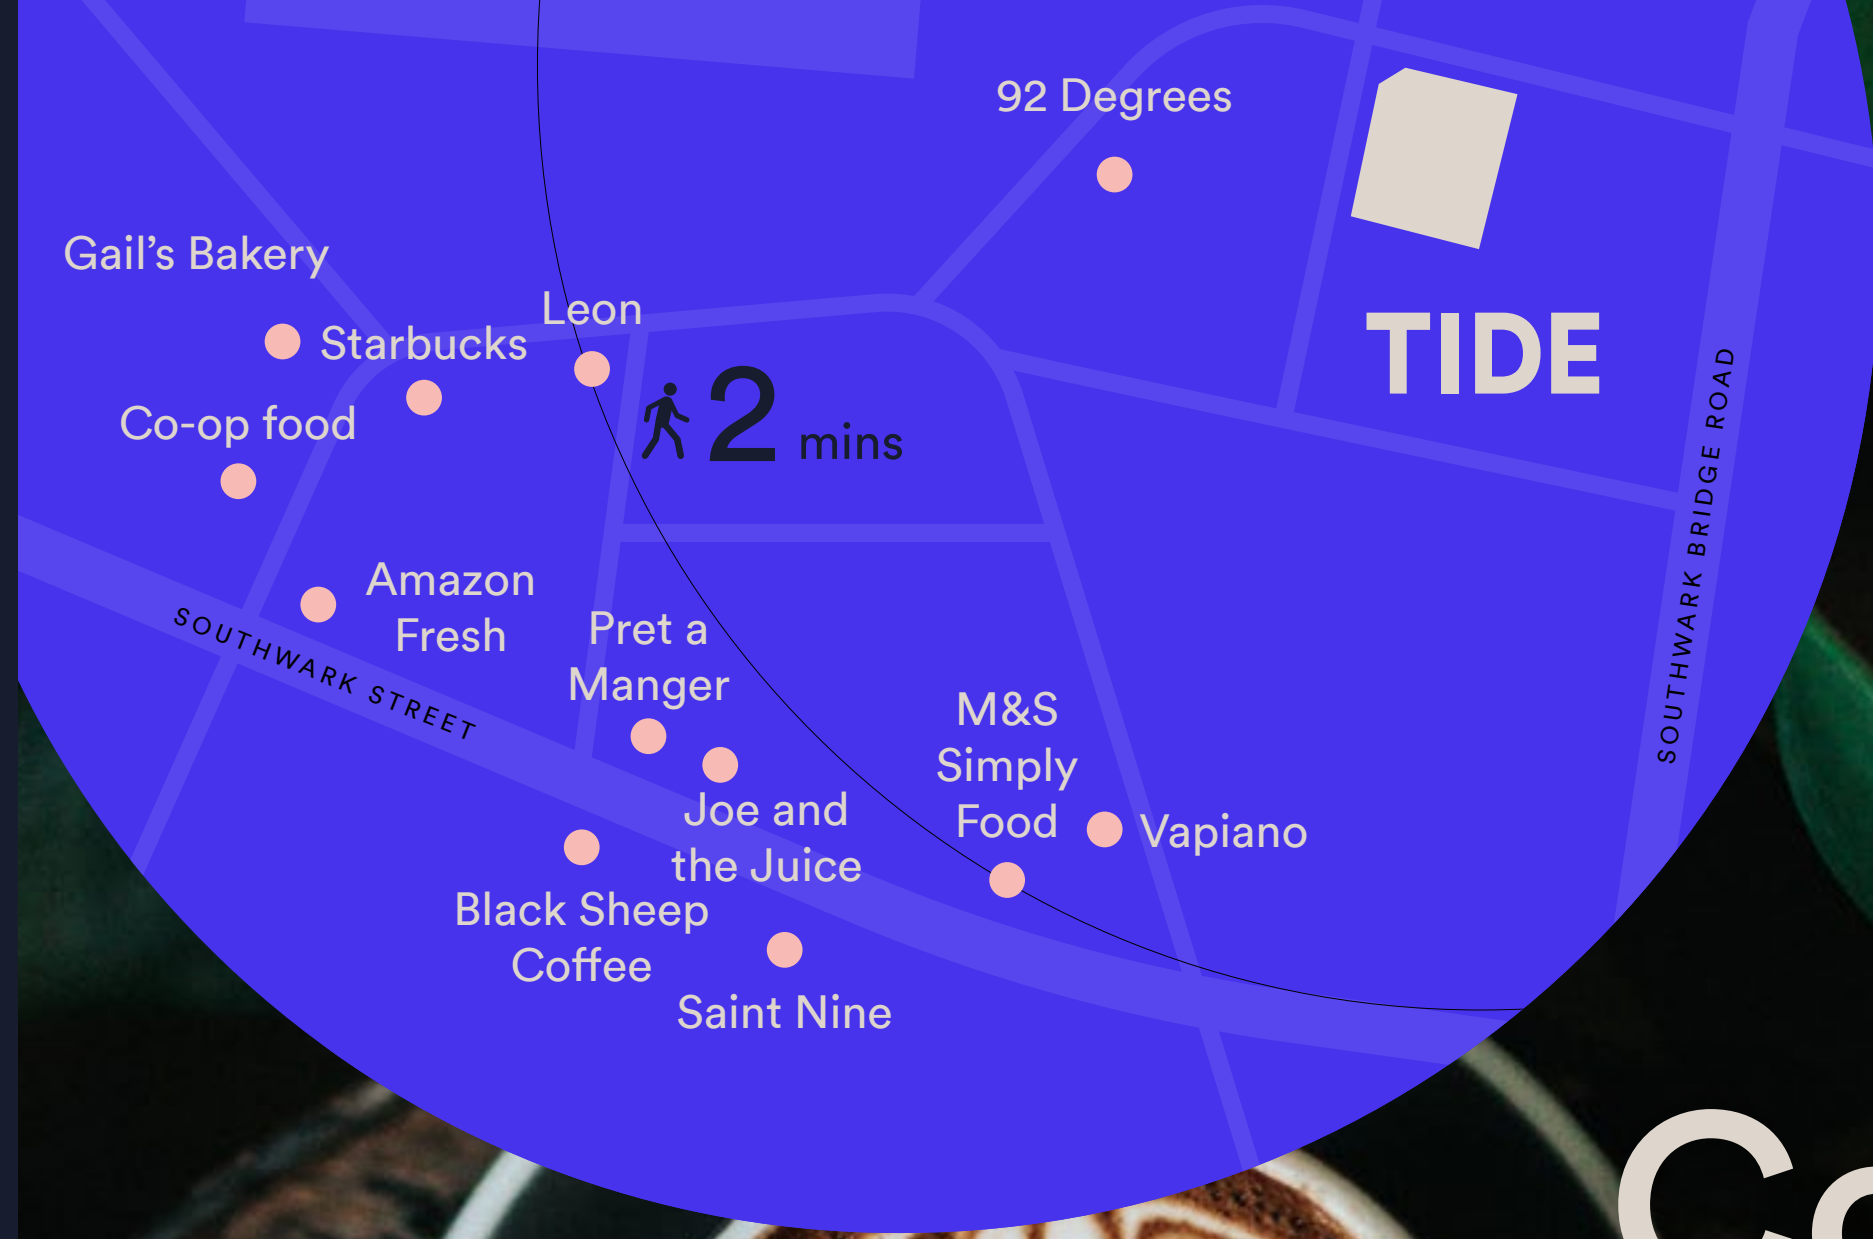 92 Degrees
Gail’s Bakery
Leon
Starbucks
TIDE
Co-op food
2 mins
SOUTHWARK BRIDGE ROAD
Amazon
Fresh
SOUTHWARK STREET
Pret a
Manger
M&S
Simply
Food
Joe and
the Juice
Vapiano
Black Sheep
Coffee
Saint Nine